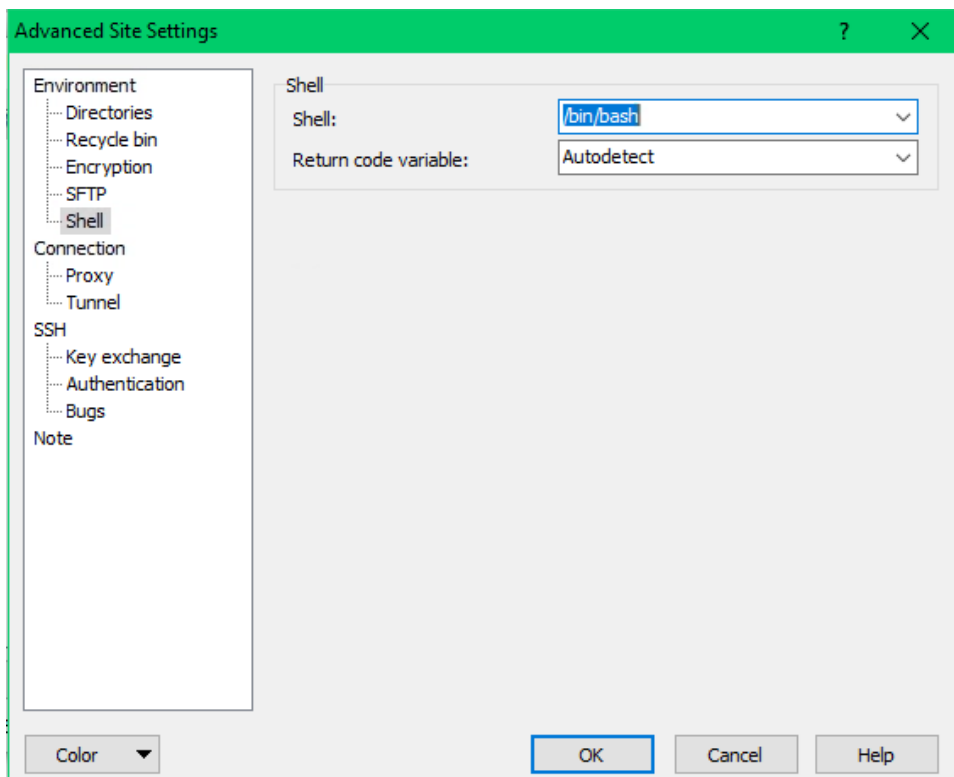 Advanced Site Settings ?
Environment
Directories
Recycle bin
Encryption
SFTP
Shell
Connection
Proxy
Tunnel
SSH
Key exchange
Authentication
Bugs
Note
Shell
Shell: /bin/bash
Return code variable: Autodetect
Color OK Cancel Help